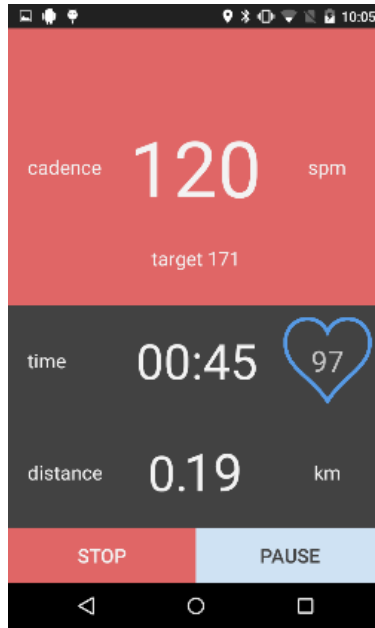 10:05
cadence 120 spm
target 171
time 00:45 97
distance 0.19 km
STOP PAUSE